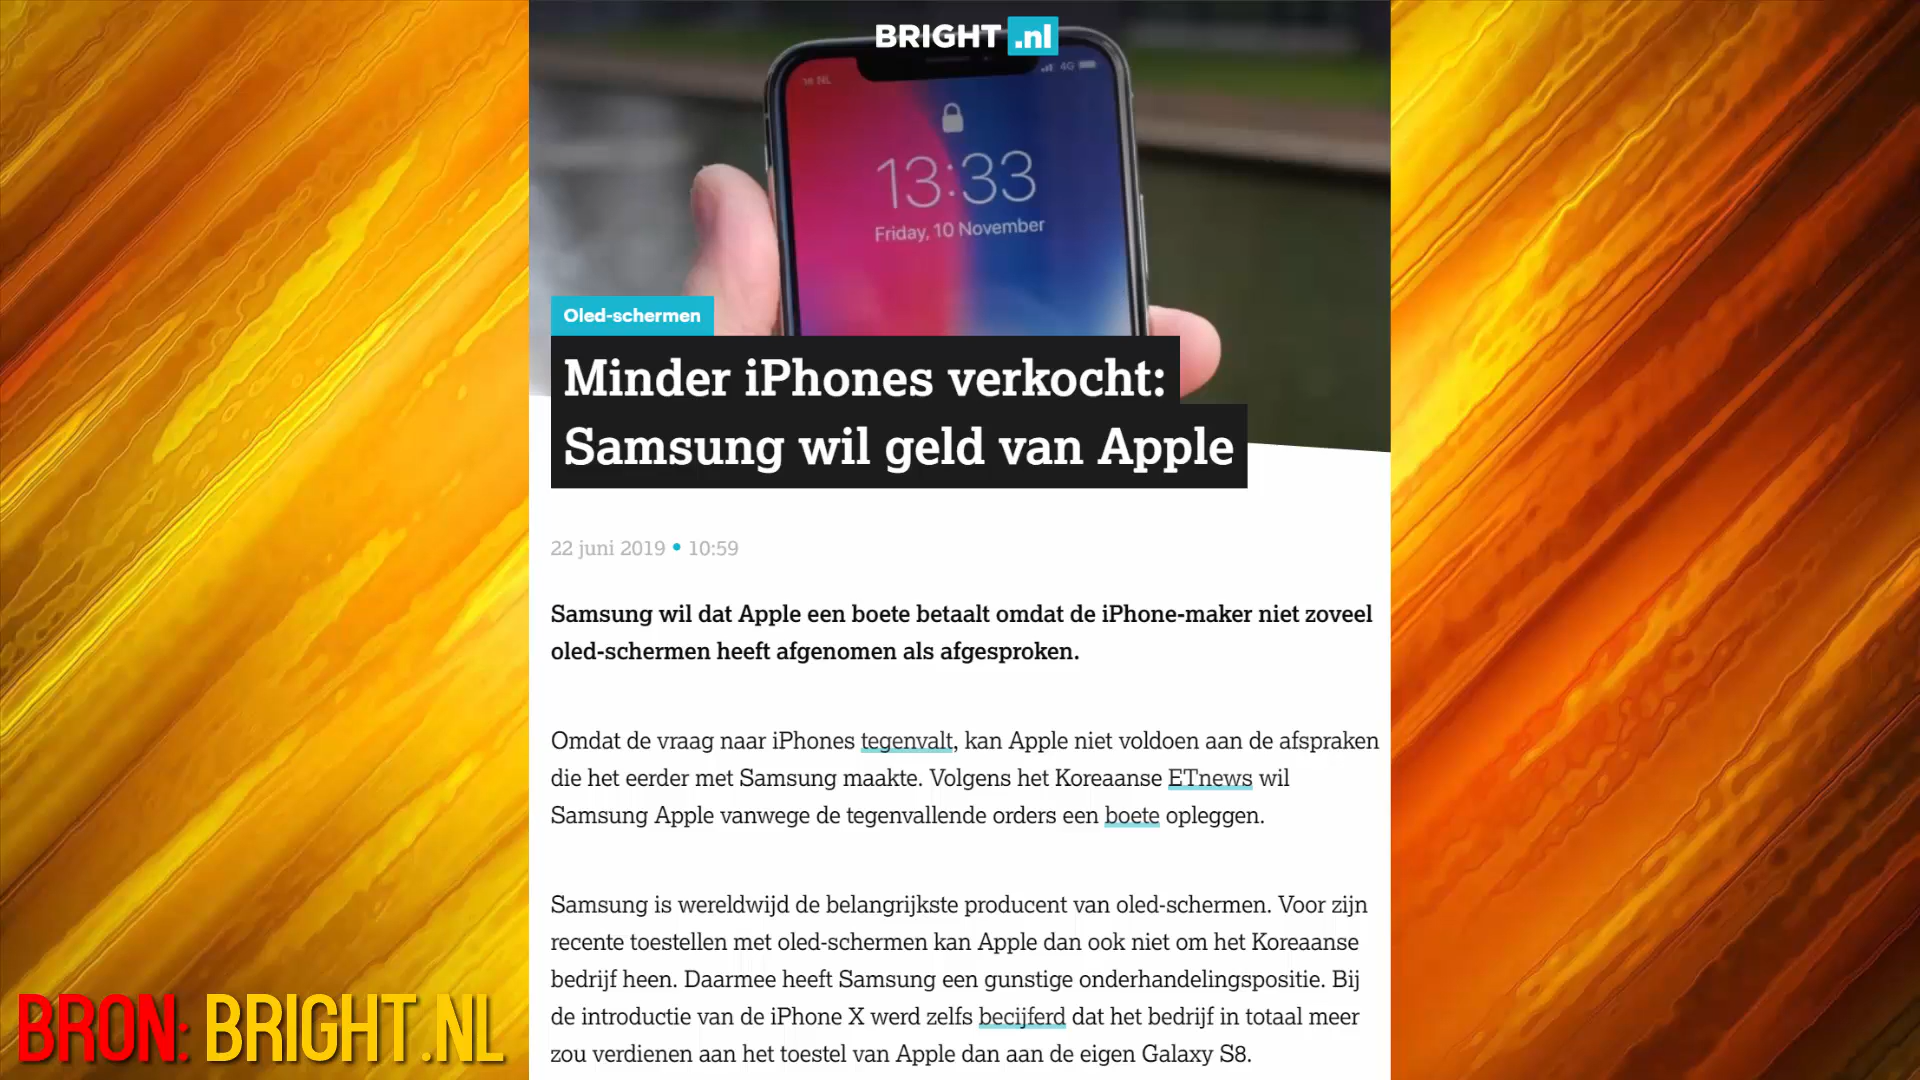 BRIGHT .nl
4G
13:33
Friday, 10 November
Oled-schermen
Minder iPhones verkocht:
Samsung wil geld van Apple
22 juni 2019 • 10:59
Samsung wil dat Apple een boete betaalt omdat de iPhone-maker niet zoveel
oled-schermen heeft afgenomen als afgesproken.
Omdat de vraag naar iPhones tegenvalt, kan Apple niet voldoen aan de afspraken
die het eerder met Samsung maakte. Volgens het Koreaanse ETnews wil
Samsung Apple vanwege de tegenvallende orders een boete opleggen.
Samsung is wereldwijd de belangrijkste producent van oled-schermen. Voor zijn
recente toestellen met oled-schermen kan Apple dan ook niet om het Koreaanse
bedrijf heen. Daarmee heeft Samsung een gunstige onderhandelingspositie. Bij
de introductie van de iPhone X werd zelfs becijferd dat het bedrijf in totaal meer
zou verdienen aan het toestel van Apple dan aan de eigen Galaxy S8.
BRON: BRIGHT.NL